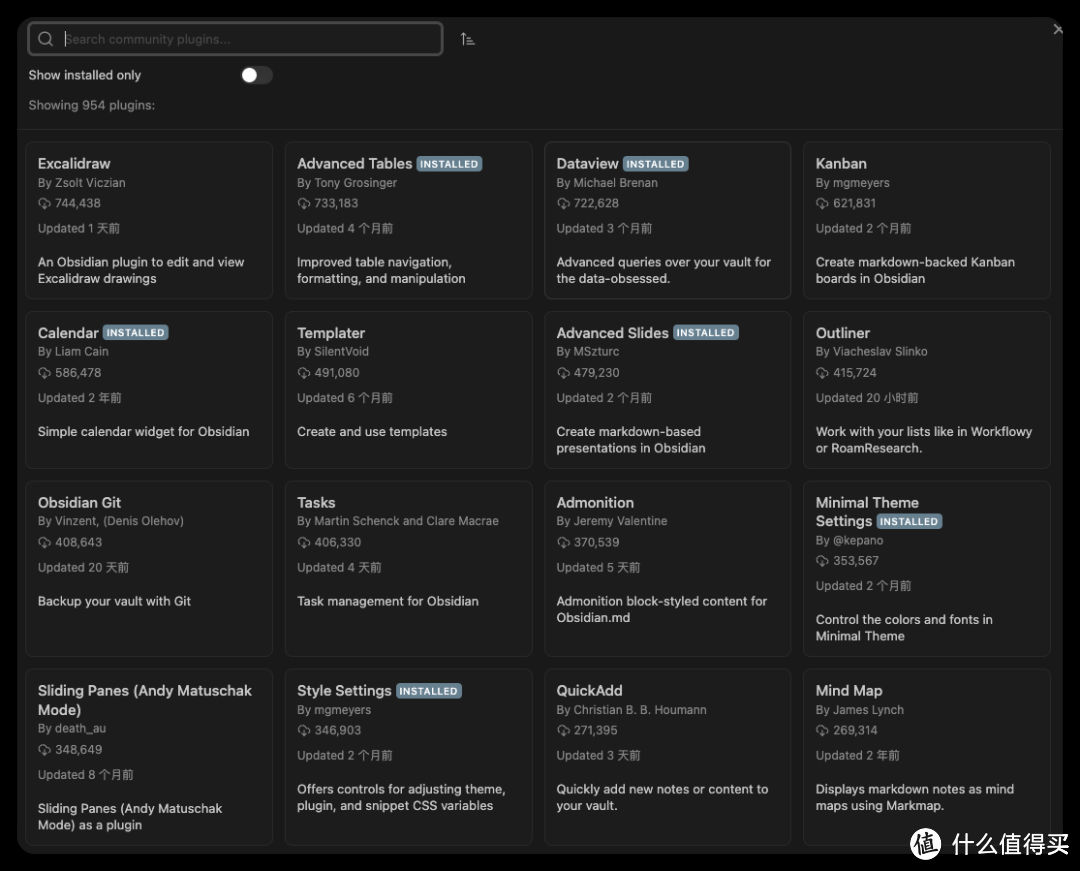 Search community plugins...
Show installed only
Showing 954 plugins:
Excalidraw
By Zsolt Viczian
744,438
Updated 1 天前
An Obsidian plugin to edit and view
Excalidraw drawings
Advanced Tables INSTALLED
By Tony Grosinger
733,183
Updated 4 个月前
Improved table navigation,
formatting, and manipulation
Dataview INSTALLED
By Michael Brenan
722,628
Updated 3 个月前
Advanced queries over your vault for
the data-obsessed.
Kanban
By mgmeyers
621,831
Updated 2 个月前
Create markdown-backed Kanban
boards in Obsidian
Calendar INSTALLED
By Liam Cain
586,478
Updated 2 年前
Simple calendar widget for Obsidian
Templater
By SilentVoid
491,080
Updated 6 个月前
Create and use templates
Advanced Slides INSTALLED
By MSzturc
479,230
Updated 2 个月前
Create markdown-based
presentations in Obsidian
Outliner
By Viacheslav Slinko
415,724
Updated 20 小时前
Work with your lists like in Workflowy
or RoamResearch.
Obsidian Git
By Vinzent, (Denis Olehov)
408,643
Updated 20 天前
Backup your vault with Git
Tasks
By Martin Schenck and Clare Macrae
406,330
Updated 4 天前
Task management for Obsidian
Admonition
By Jeremy Valentine
370,539
Updated 5 天前
Admonition block-styled content for
Obsidian.md
Minimal Theme
Settings INSTALLED
By @kepano
353,567
Updated 2 个月前
Control the colors and fonts in
Minimal Theme
Sliding Panes (Andy Matuschak
Mode)
By death_au
348,649
Updated 8 个月前
Sliding Panes (Andy Matuschak
Mode) as a plugin
Style Settings INSTALLED
By mgmeyers
346,903
Updated 2 个月前
Offers controls for adjusting theme,
plugin, and snippet CSS variables
QuickAdd
By Christian B. B. Houmann
271,395
Updated 3 天前
Quickly add new notes or content to
your vault.
Mind Map
By James Lynch
269,314
Updated 2 年前
Displays markdown notes as mind
maps using Markmap.
值 什么值得买